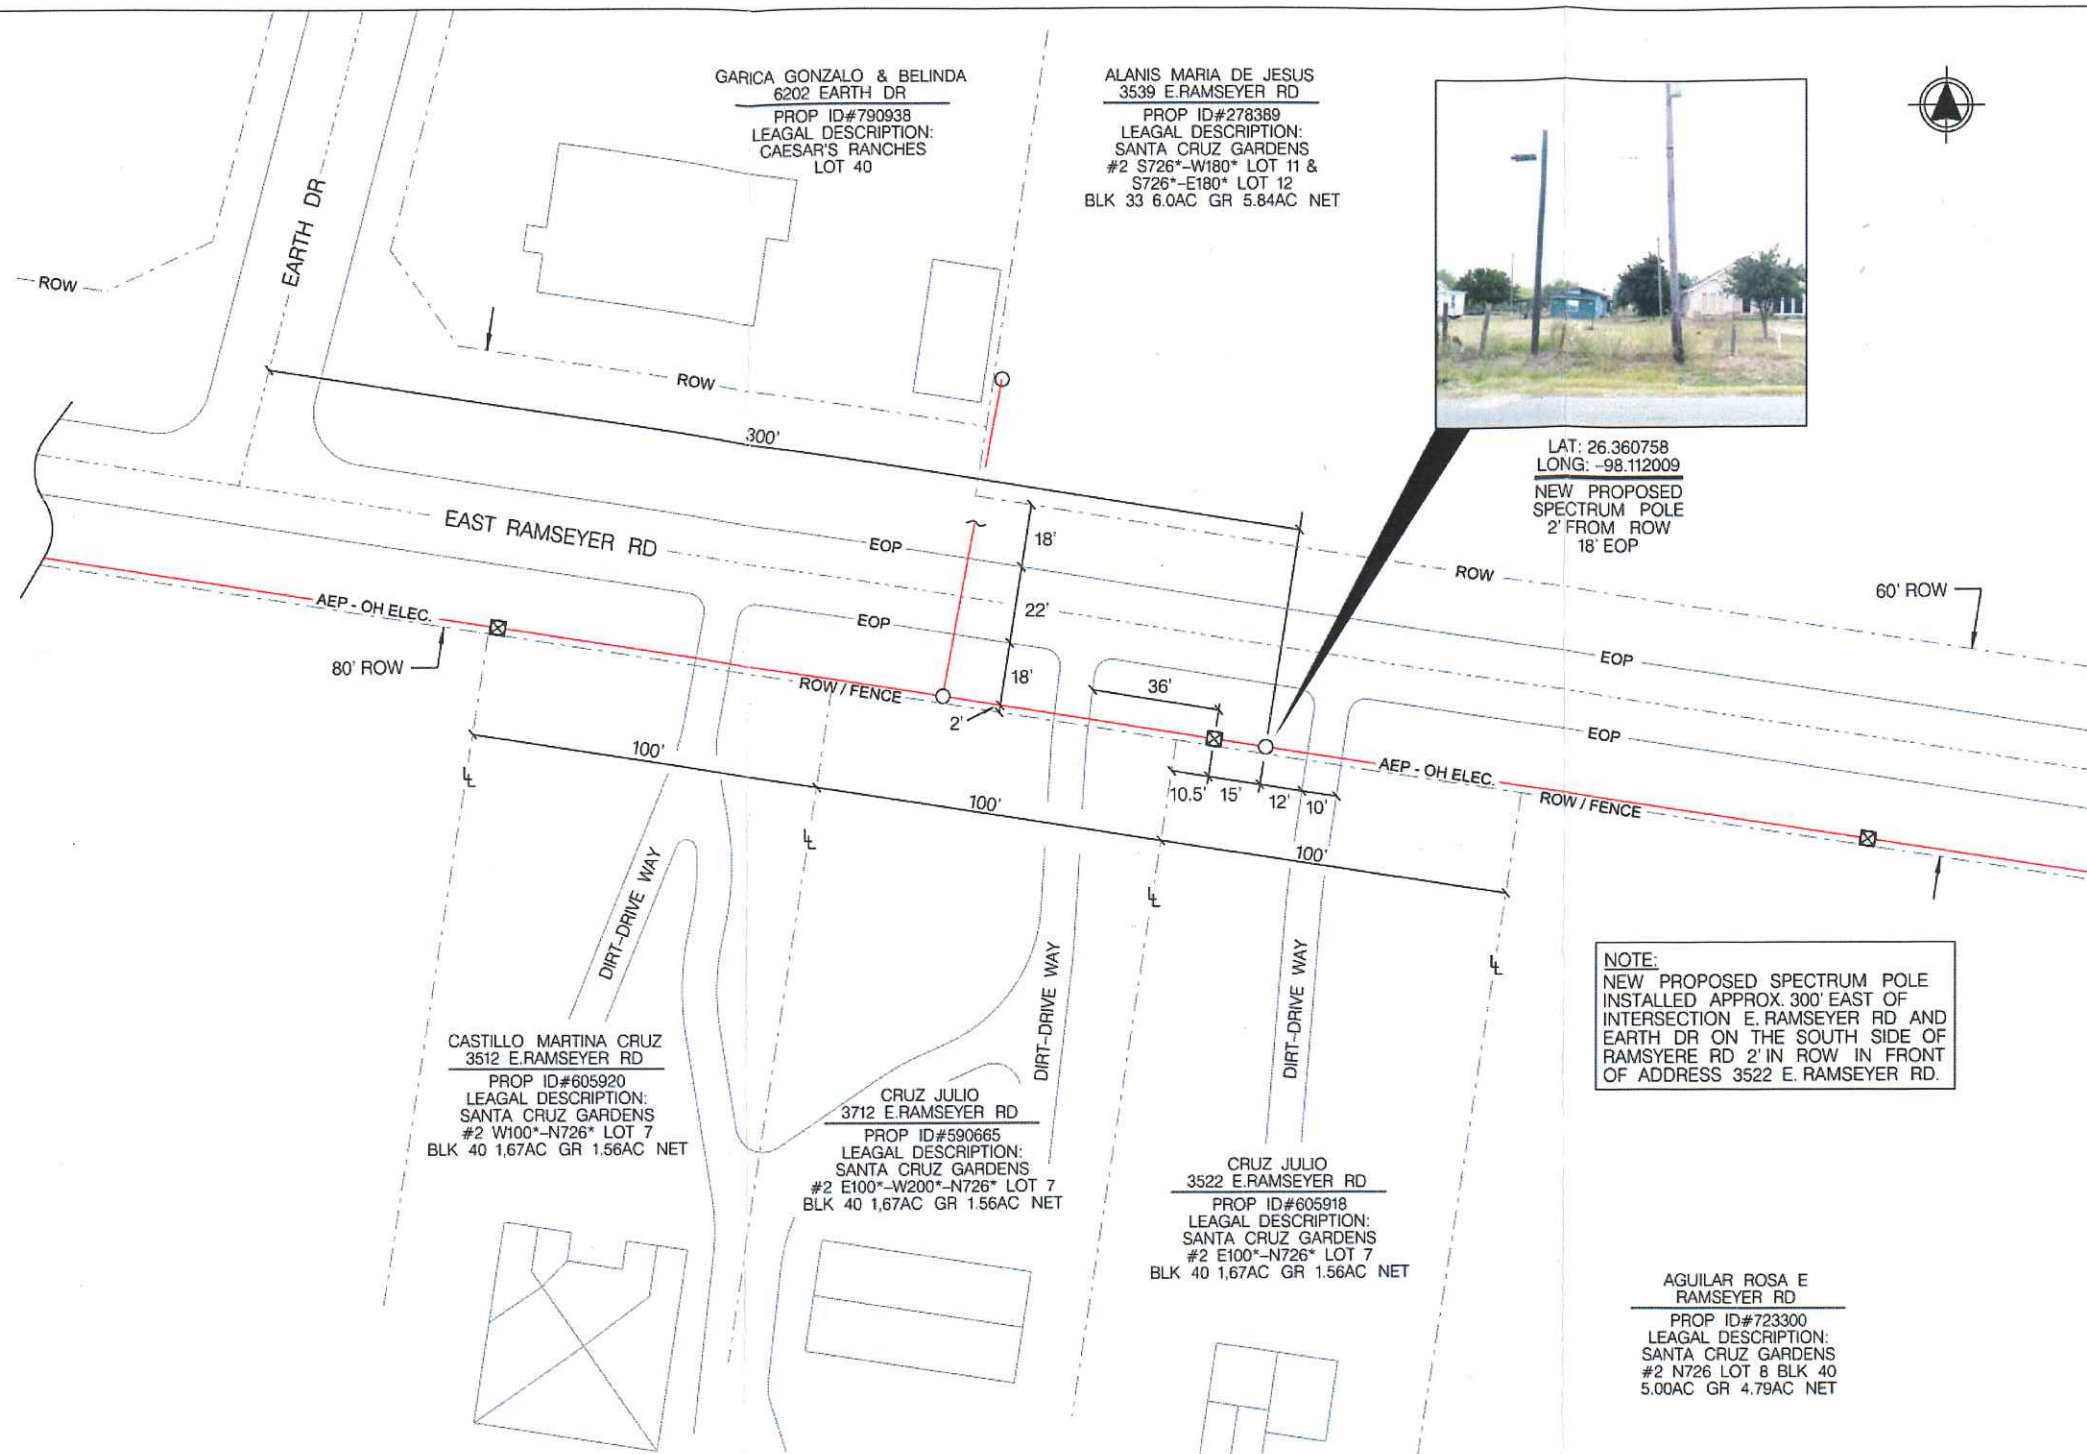 GARICA GONZALO & BELINDA
6202 EARTH DR
PROP ID#790938
LEAGAL DESCRIPTION:
CAESAR'S RANCHES
LOT 40
ALANIS MARIA DE JESUS
3539 E.RAMSEYER RD
PROP ID#278389
LEAGAL DESCRIPTION:
SANTA CRUZ GARDENS
#2 S726*-W180* LOT 11 &
S726*-E180* LOT 12
BLK 33 6.0AC GR 5.84AC NET
EARTH DR
ROW
ROW
300'
LAT: 26.360758
LONG: -98.112009
NEW PROPOSED
SPECTRUM POLE
2' FROM ROW
18' EOP
EAST RAMSEYER RD
EOP
18'
ROW
60' ROW
AEP - OH ELEC.
EOP
22'
EOP
80' ROW
ROW / FENCE
18'
36'
2'
EOP
100'
AEP - OH ELEC.
10.5'
15'
12'
10'
ROW / FENCE
100'
100'
DIRT-DRIVE WAY
DIRT-DRIVE WAY
DIRT-DRIVE WAY
NOTE:
NEW PROPOSED SPECTRUM POLE
INSTALLED APPROX. 300' EAST OF
INTERSECTION E. RAMSEYER RD AND
EARTH DR ON THE SOUTH SIDE OF
RAMSYERE RD 2' IN ROW IN FRONT
OF ADDRESS 3522 E. RAMSEYER RD.
CASTILLO MARTINA CRUZ
3512 E.RAMSEYER RD
PROP ID#605920
LEAGAL DESCRIPTION:
SANTA CRUZ GARDENS
#2 W100*-N726* LOT 7
BLK 40 1,67AC GR 1.56AC NET
CRUZ JULIO
3712 E.RAMSEYER RD
PROP ID#590665
LEAGAL DESCRIPTION:
SANTA CRUZ GARDENS
#2 E100*-W200*-N726* LOT 7
BLK 40 1,67AC GR 1.56AC NET
CRUZ JULIO
3522 E.RAMSEYER RD
PROP ID#605918
LEAGAL DESCRIPTION:
SANTA CRUZ GARDENS
#2 E100*-N726* LOT 7
BLK 40 1,67AC GR 1.56AC NET
AGUILAR ROSA E
RAMSEYER RD
PROP ID#723300
LEAGAL DESCRIPTION:
SANTA CRUZ GARDENS
#2 N726 LOT 8 BLK 40
5.00AC GR 4.79AC NET